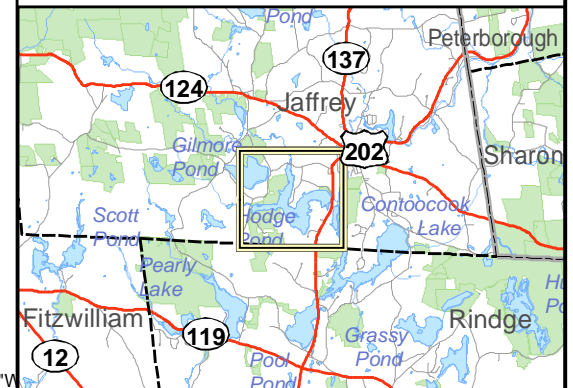 Pond
137
Peterborough
124
Jaffrey
202
Gilmore
Pond
Sharon
Scott
Pond
Hodge
Pond
Contoocook
Lake
Pearly
Lake
Fitzwilliam
119
Rindge
Grassy
Pond
12
Pool
Pond
"W